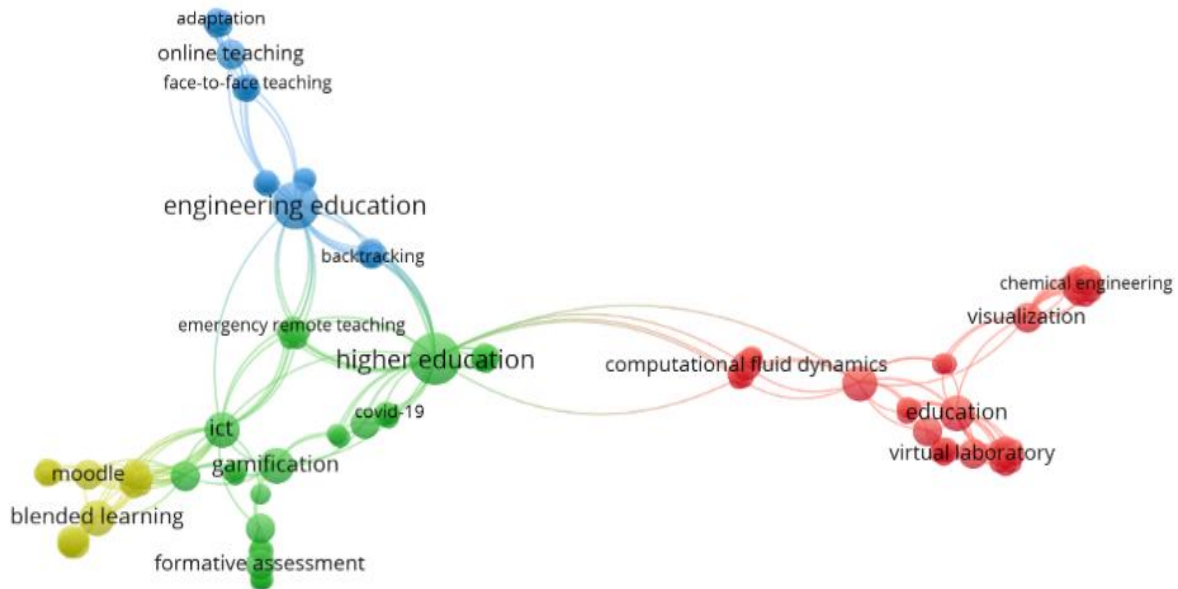 adaptation
online teaching
face-to-face teaching
engineering education
backtracking
chemical engineering
visualization
emergency remote teaching
higher education
computational fluid dynamics
covid-19
education
ict
gamification
virtual laboratory
moodle
blended learning
formative assessment